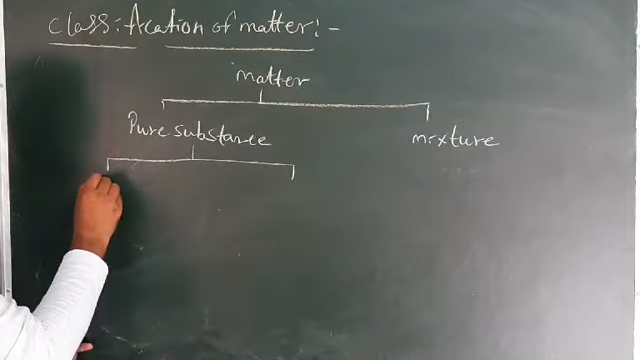 Classification of matter:-
matter
Pure substance
mixture